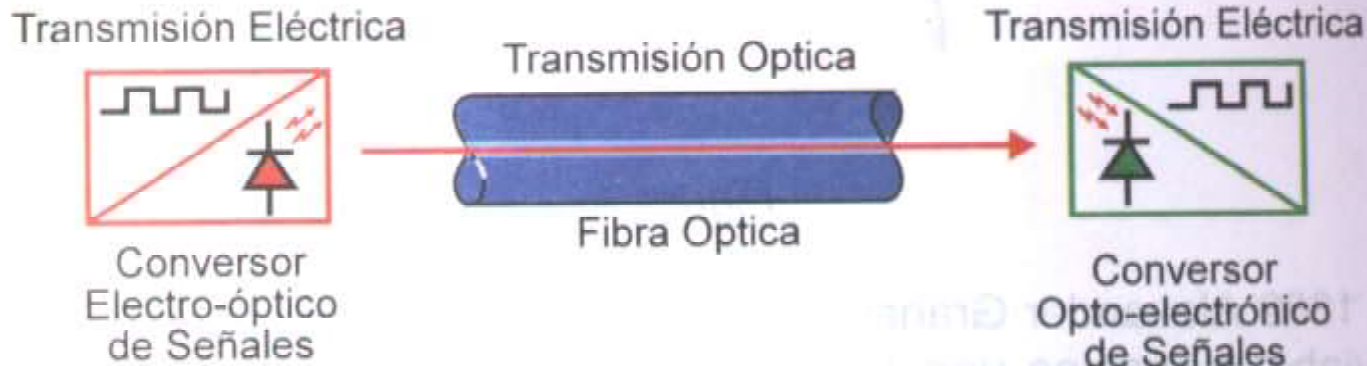 Transmisión Eléctrica
Transmisión Optica
Transmisión Eléctrica
Fibra Optica
Conversor
Electro-óptico
de Señales
Conversor
Opto-electrónico
de Señales